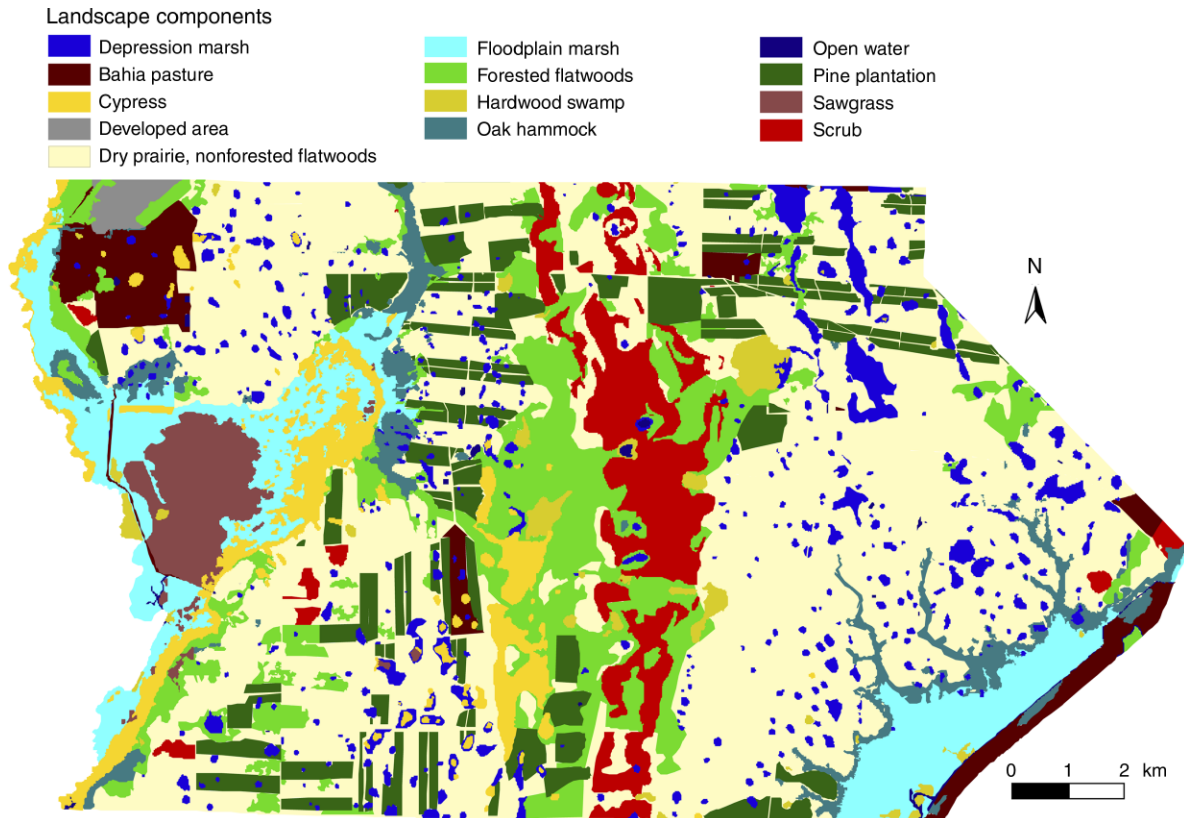 Landscape components
Depression marsh
Bahia pasture
Cypress
Developed area
Dry prairie, nonforested flatwoods
Floodplain marsh
Forested flatwoods
Hardwood swamp
Oak hammock
Open water
Pine plantation
Sawgrass
Scrub
N
0 1 2 km